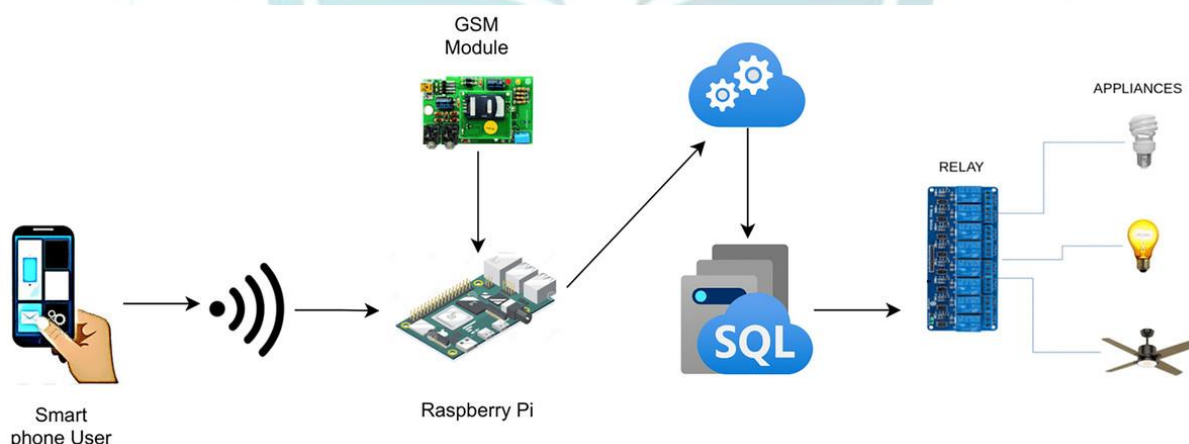 GSM
Module
APPLIANCES
RELAY
SQL
Raspberry Pi
Smart
phone User